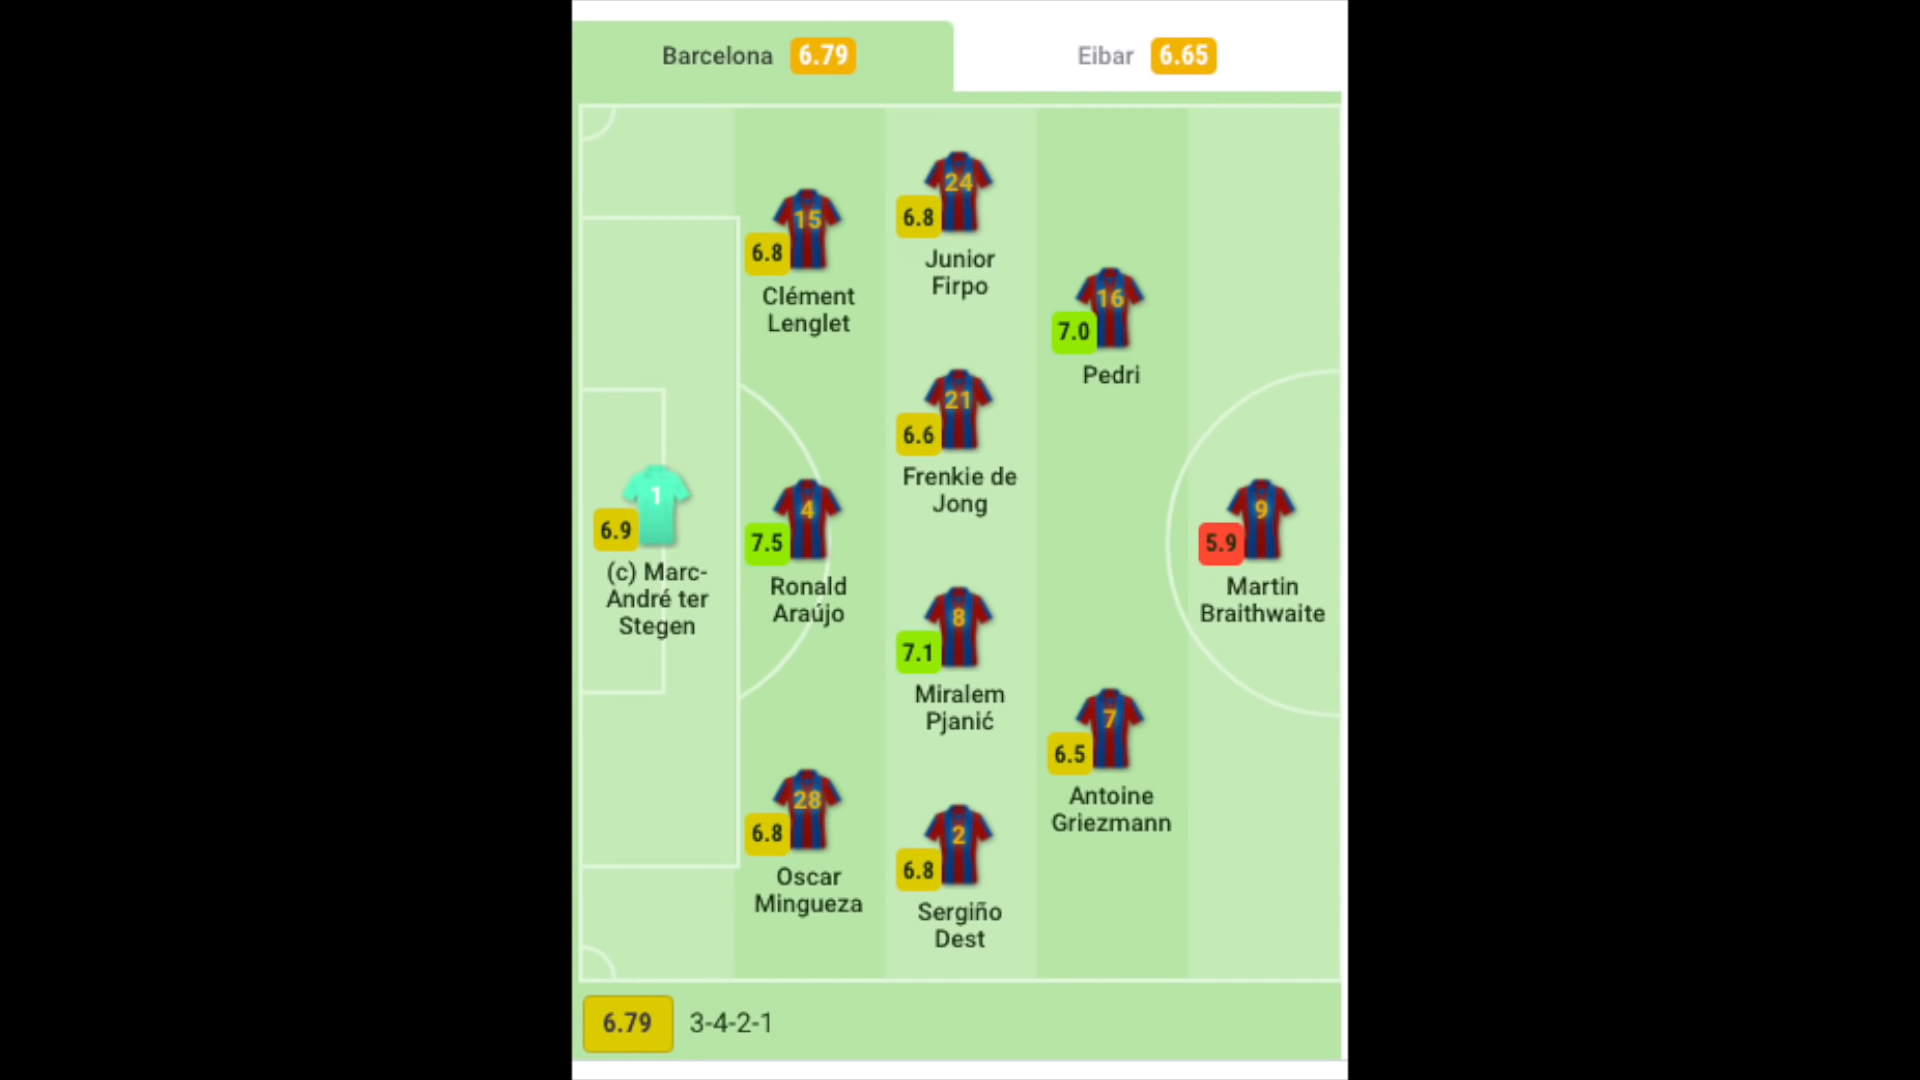 Barcelona 6.79
Eibar 6.65
1
6.9
(c) Marc-
André ter
Stegen
15
6.8
Clément
Lenglet
4
7.5
Ronald
Araújo
28
6.8
Oscar
Mingueza
24
6.8
Junior
Firpo
21
6.6
Frenkie de
Jong
8
7.1
Miralem
Pjanić
2
6.8
Sergiño
Dest
16
7.0
Pedri
7
6.5
Antoine
Griezmann
9
5.9
Martin
Braithwaite
6.79 3-4-2-1